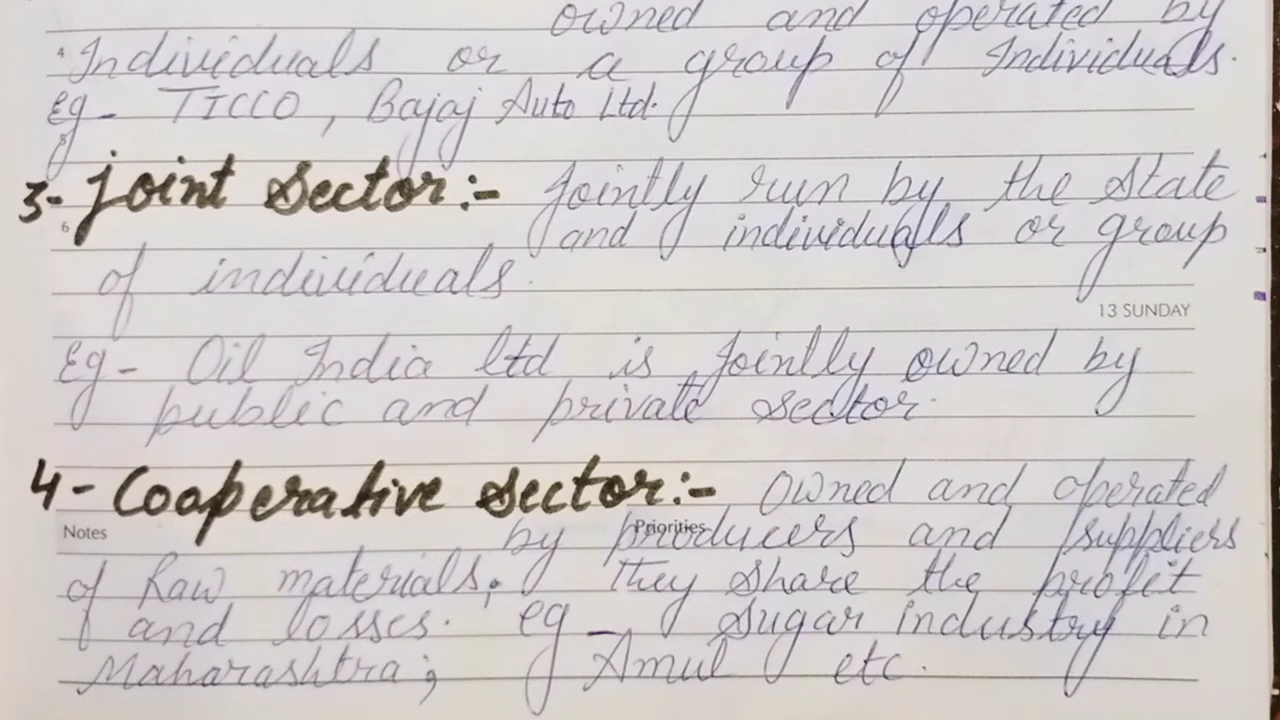 owned and operated by
4 Individuals or a group of Individuals.
Eg- TICCO, Bajaj Auto Ltd.
5
3- Joint Sector:- Jointly run by the State
6 and individuals or group
of individuals.
13 SUNDAY
Eg- Oil India ltd is Jointly owned by
public and private sector.
4- Cooperative Sector:- Owned and operated
Notes Priorities
by producers and suppliers
of Raw materials, They Share the profit
and losses. eg - Sugar industry in
Maharashtra; Amul etc.